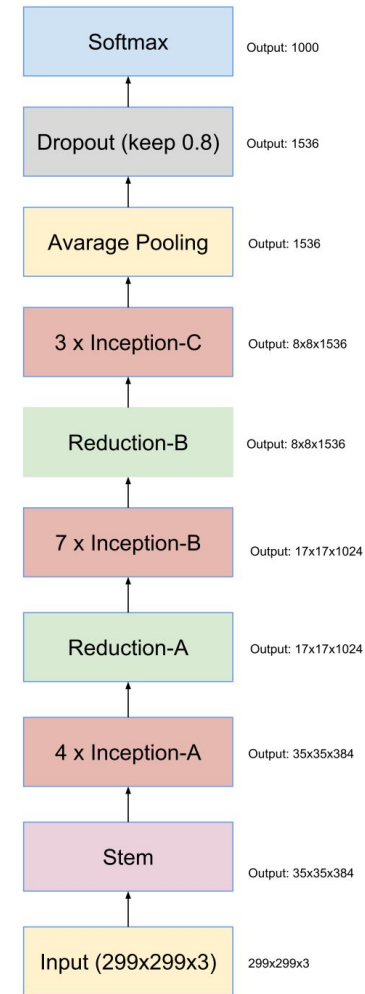 Softmax
Output: 1000
Dropout (keep 0.8)
Output: 1536
Avarage Pooling
Output: 1536
3 x Inception-C
Output: 8x8x1536
Reduction-B
Output: 8x8x1536
7 x Inception-B
Output: 17x17x1024
Reduction-A
Output: 17x17x1024
4 x Inception-A
Output: 35x35x384
Stem
Output: 35x35x384
Input (299x299x3)
299x299x3